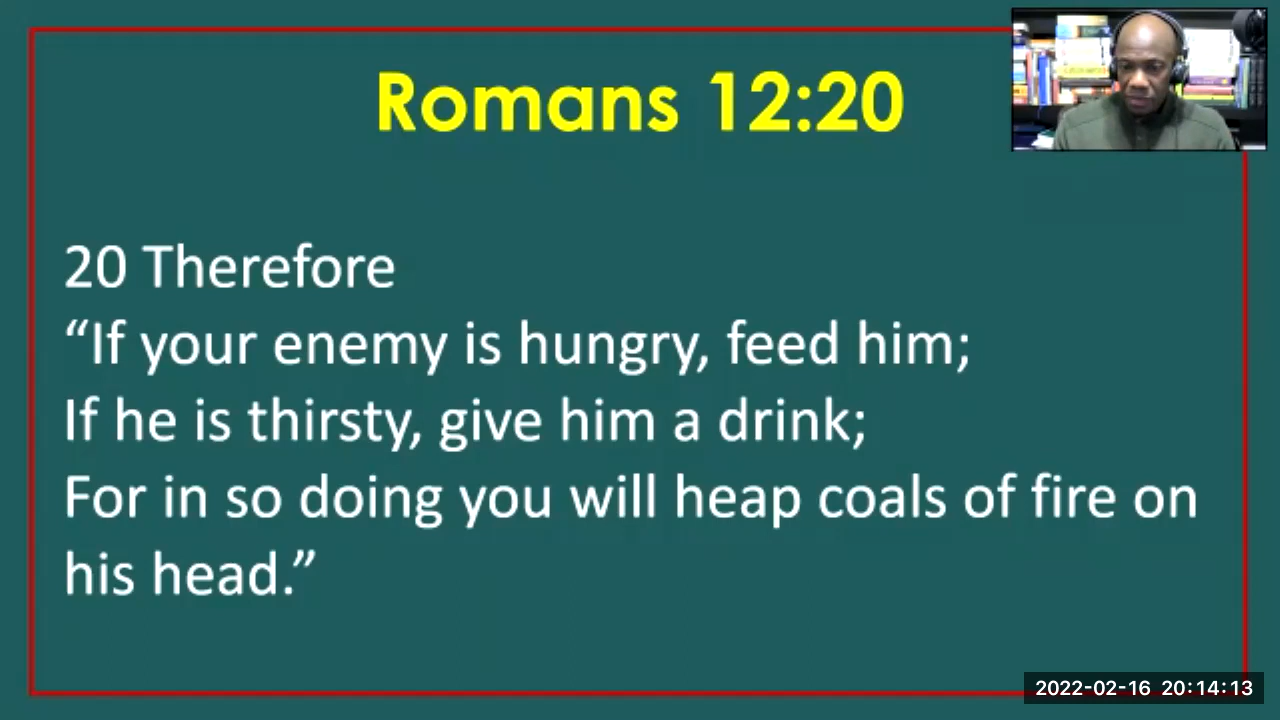 Romans 12:20
20 Therefore
“If your enemy is hungry, feed him;
If he is thirsty, give him a drink;
For in so doing you will heap coals of fire on
his head.”
2022-02-16 20:14:13